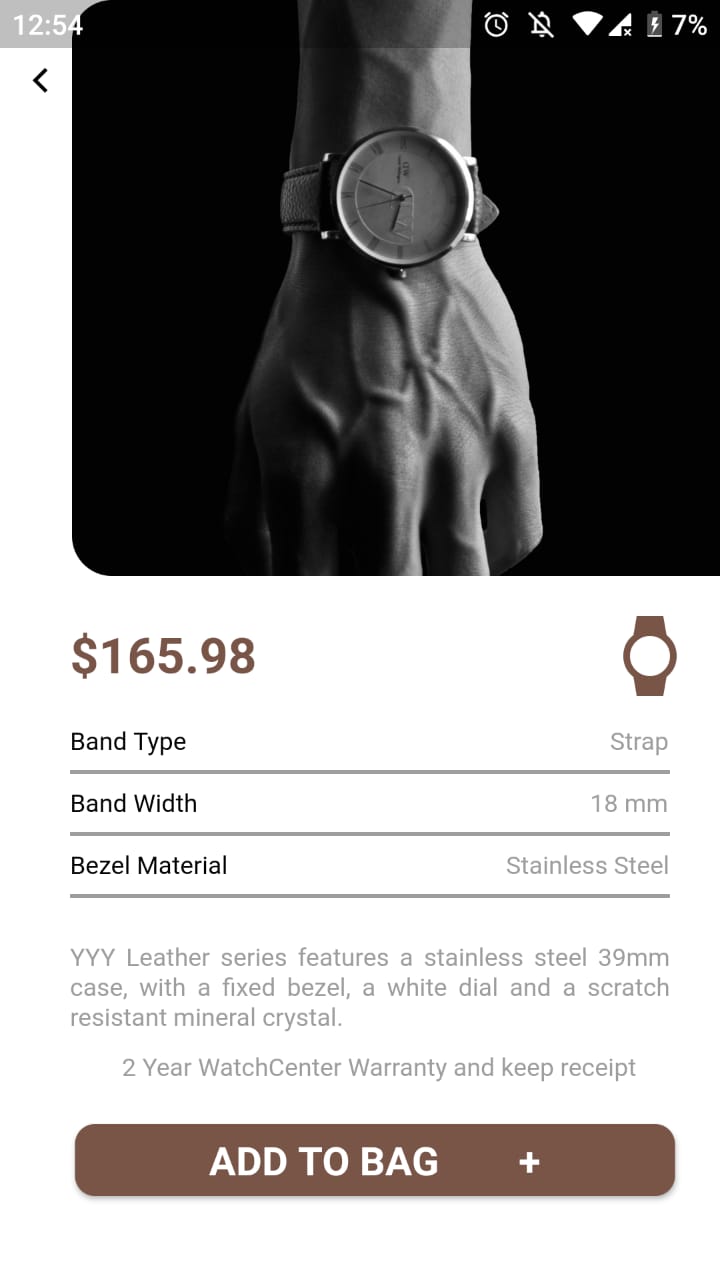 12:54
7%
DW
$165.98
Band Type Strap
Band Width 18 mm
Bezel Material Stainless Steel
YYY Leather series features a stainless steel 39mm
case, with a fixed bezel, a white dial and a scratch
resistant mineral crystal.
2 Year WatchCenter Warranty and keep receipt
ADD TO BAG +